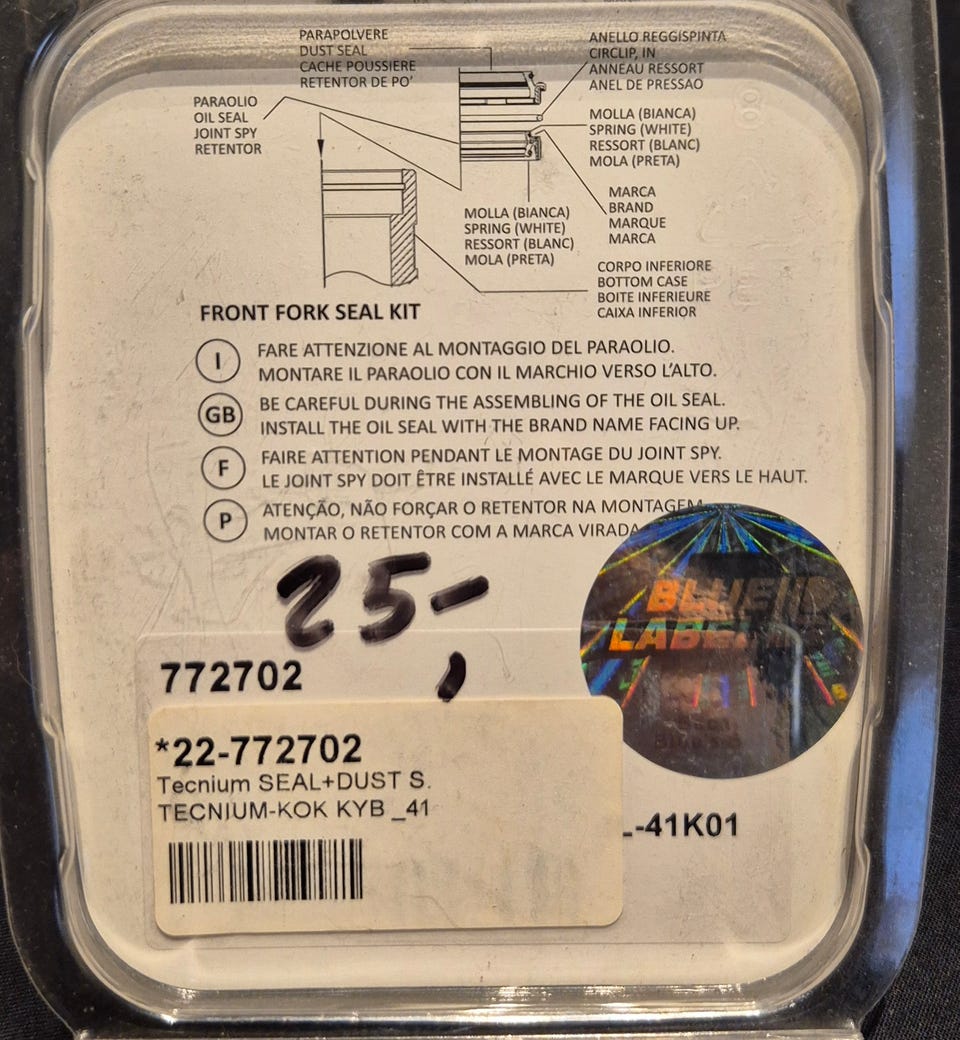 PARAPOLVERE
DUST SEAL
CACHE POUSSIERE
RETENTOR DE PO'
ANELLO REGGISPINTA
CIRCLIP, IN
ANNEAU RESSORT
ANEL DE PRESSAO
PARAOLIO
OIL SEAL
JOINT SPY
RETENTOR
MOLLA (BIANCA)
SPRING (WHITE)
RESSORT (BLANC)
MOLA (PRETA)
MARCA
BRAND
MARQUE
MARCA
MOLLA (BIANCA)
SPRING (WHITE)
RESSORT (BLANC)
MOLA (PRETA)
CORPO INFERIORE
BOTTOM CASE
BOITE INFERIEURE
CAIXA INFERIOR
FRONT FORK SEAL KIT
I FARE ATTENZIONE AL MONTAGGIO DEL PARAOLIO.
MONTARE IL PARAOLIO CON IL MARCHIO VERSO L'ALTO.
GB BE CAREFUL DURING THE ASSEMBLING OF THE OIL SEAL.
INSTALL THE OIL SEAL WITH THE BRAND NAME FACING UP.
F FAIRE ATTENTION PENDANT LE MONTAGE DU JOINT SPY.
LE JOINT SPY DOIT ÊTRE INSTALLÉ AVEC LE MARQUE VERS LE HAUT.
P ATENÇÃO, NÃO FORÇAR O RETENTOR NA MONTAGEM
MONTAR O RETENTOR COM A MARCA VIRADA
25,-
BLUE
LABEL
772702
*22-772702
Tecnium SEAL+DUST S.
TECNIUM-KOK KYB _41
-41K01